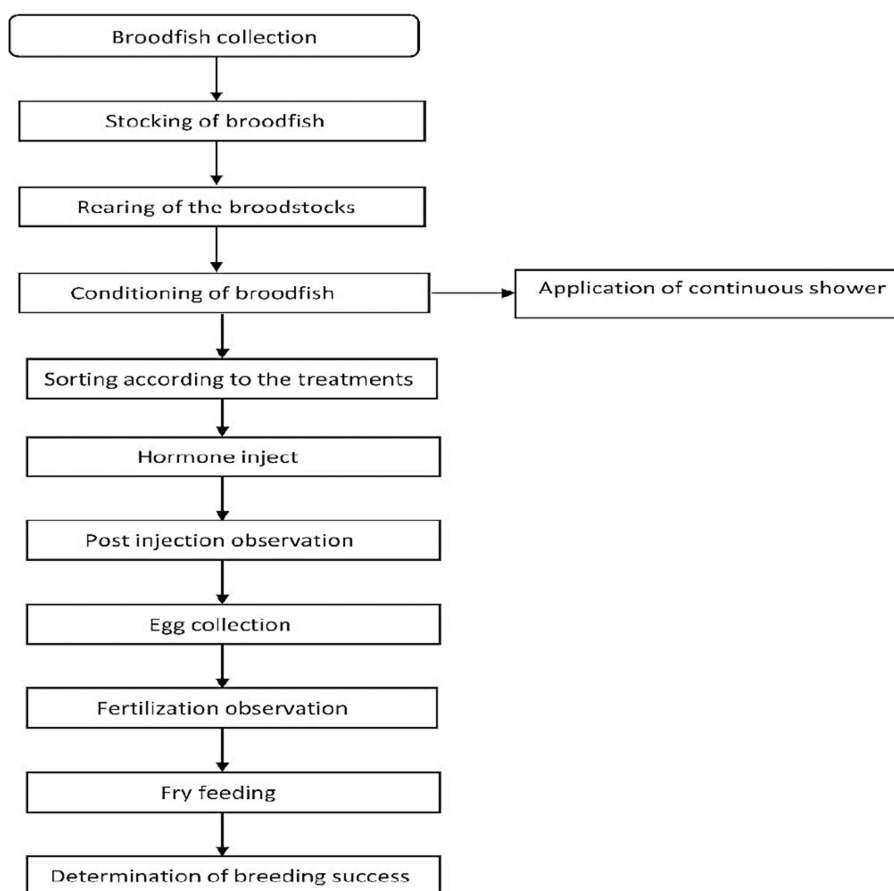 Broodfish collection
Stocking of broodfish
Rearing of the broodstocks
Conditioning of broodfish
Application of continuous shower
Sorting according to the treatments
Hormone inject
Post injection observation
Egg collection
Fertilization observation
Fry feeding
Determination of breeding success